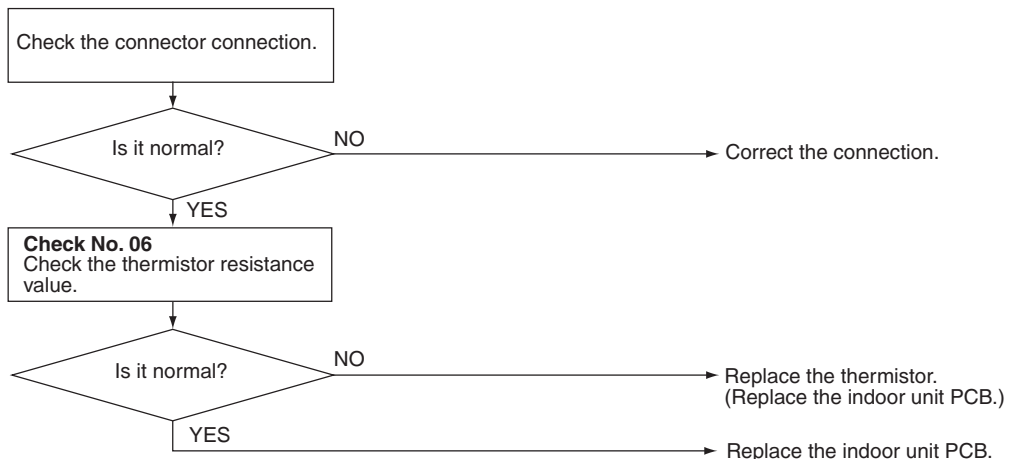 Check the connector connection.
Is it normal?
NO
Correct the connection.
YES
Check No. 06
Check the thermistor resistance
value.
Is it normal?
NO
Replace the thermistor.
(Replace the indoor unit PCB.)
YES
Replace the indoor unit PCB.